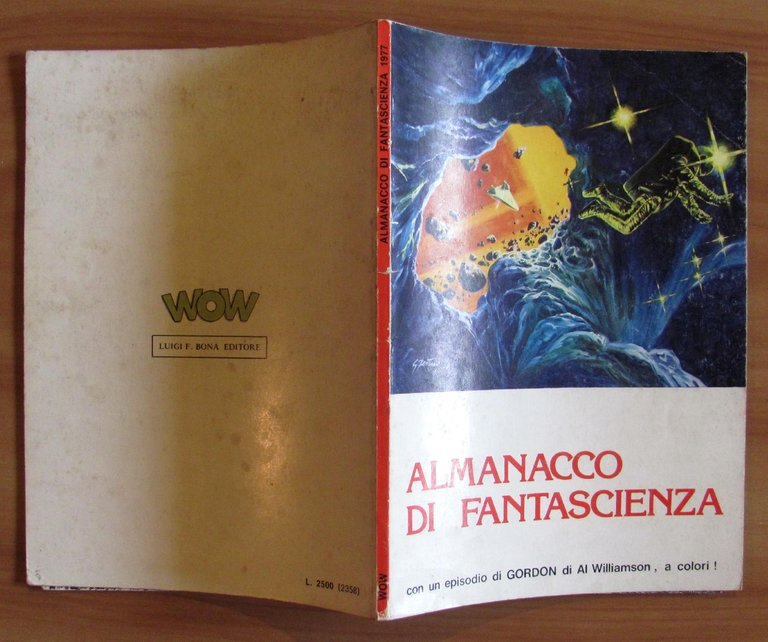 WOW
LUIGI F. BONA EDITORE
L. 2500 (2358)
ALMANACCO DI FANTASCIENZA 1977
WOW
ALMANACCO
DI FANTASCIENZA
con un episodio di GORDON di Al Williamson, a colori !